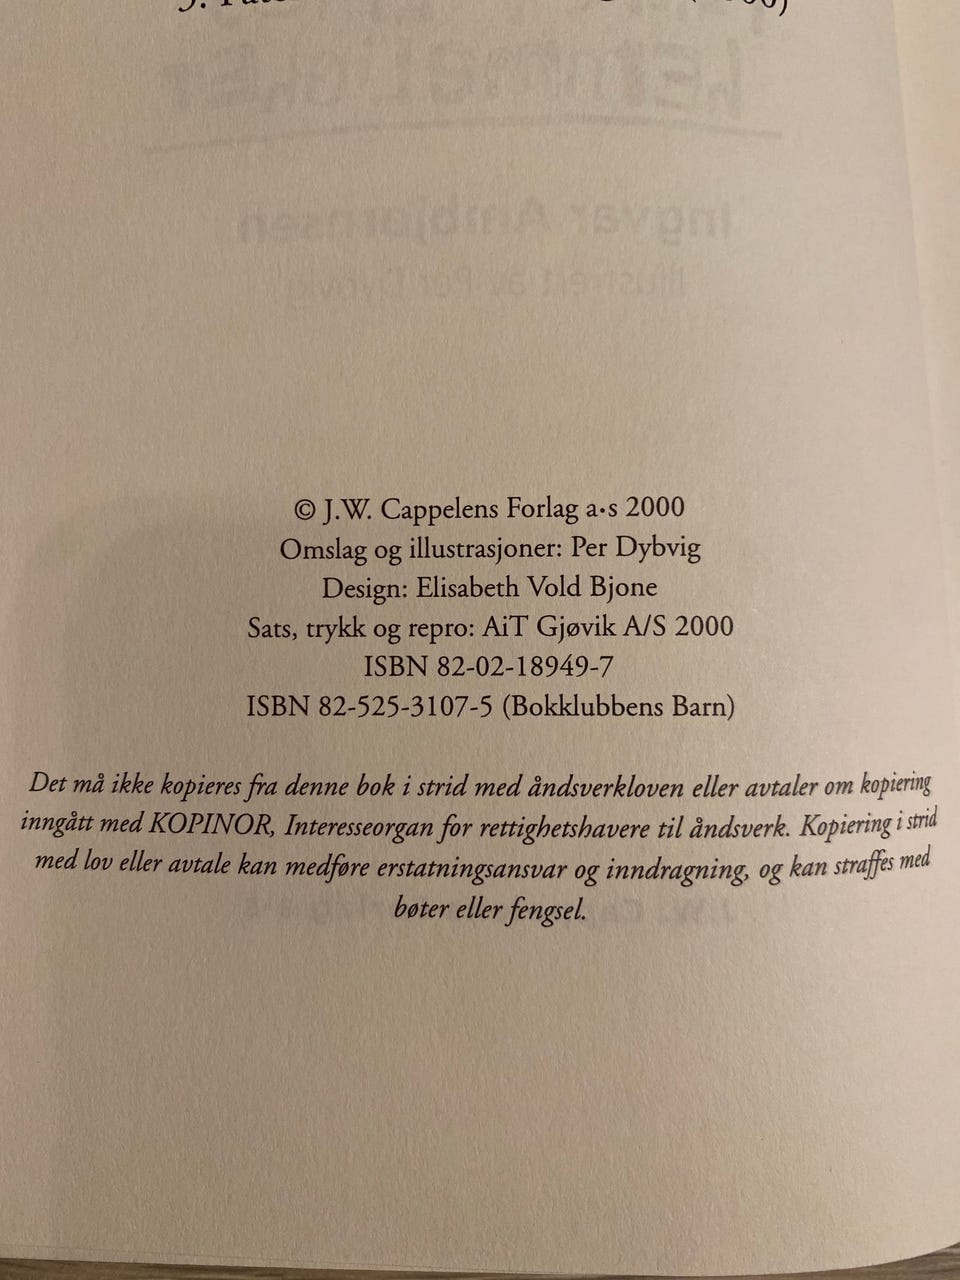 © J.W. Cappelens Forlag a·s 2000
Omslag og illustrasjoner: Per Dybvig
Design: Elisabeth Vold Bjone
Sats, trykk og repro: AiT Gjøvik A/S 2000
ISBN 82-02-18949-7
ISBN 82-525-3107-5 (Bokklubbens Barn)
Det må ikke kopieres fra denne bok i strid med åndsverkloven eller avtaler om kopiering
inngått med KOPINOR, Interesseorgan for rettighetshavere til åndsverk. Kopiering i strid
med lov eller avtale kan medføre erstatningsansvar og inndragning, og kan straffes med
bøter eller fengsel.